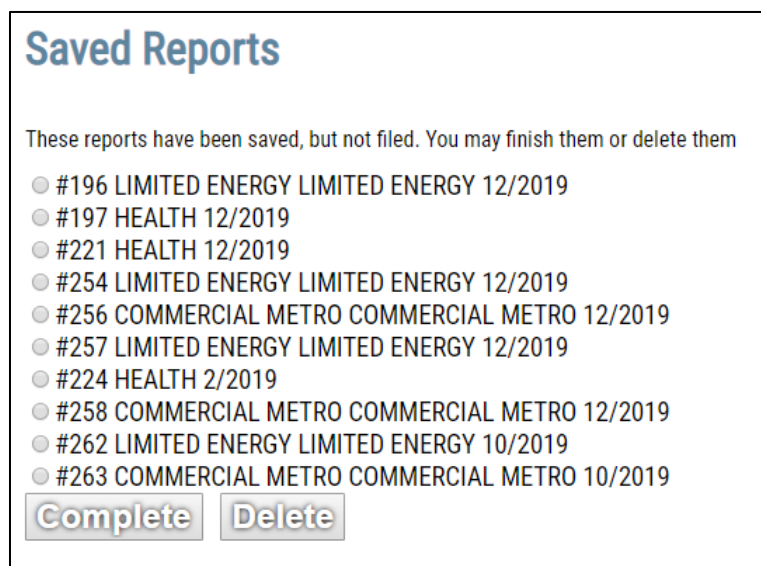 Saved Reports
These reports have been saved, but not filed. You may finish them or delete them
#196 LIMITED ENERGY LIMITED ENERGY 12/2019
#197 HEALTH 12/2019
#221 HEALTH 12/2019
#254 LIMITED ENERGY LIMITED ENERGY 12/2019
#256 COMMERCIAL METRO COMMERCIAL METRO 12/2019
#257 LIMITED ENERGY LIMITED ENERGY 12/2019
#224 HEALTH 2/2019
#258 COMMERCIAL METRO COMMERCIAL METRO 12/2019
#262 LIMITED ENERGY LIMITED ENERGY 10/2019
#263 COMMERCIAL METRO COMMERCIAL METRO 10/2019
Complete Delete